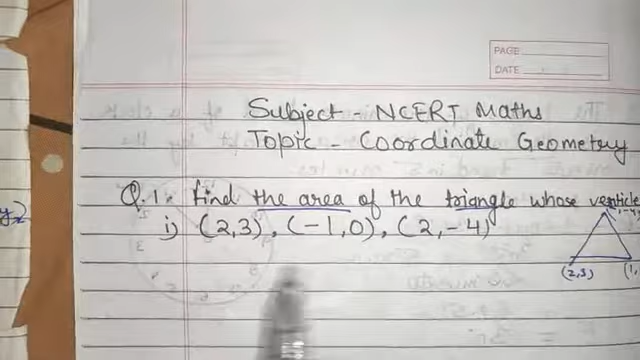 PAGE
DATE
Subject - NCERT Maths
Topic - Coordinate Geometry
Q.1. Find the area of the triangle whose
i) (2,3), (-1,0), (2,-4)
(2,3)